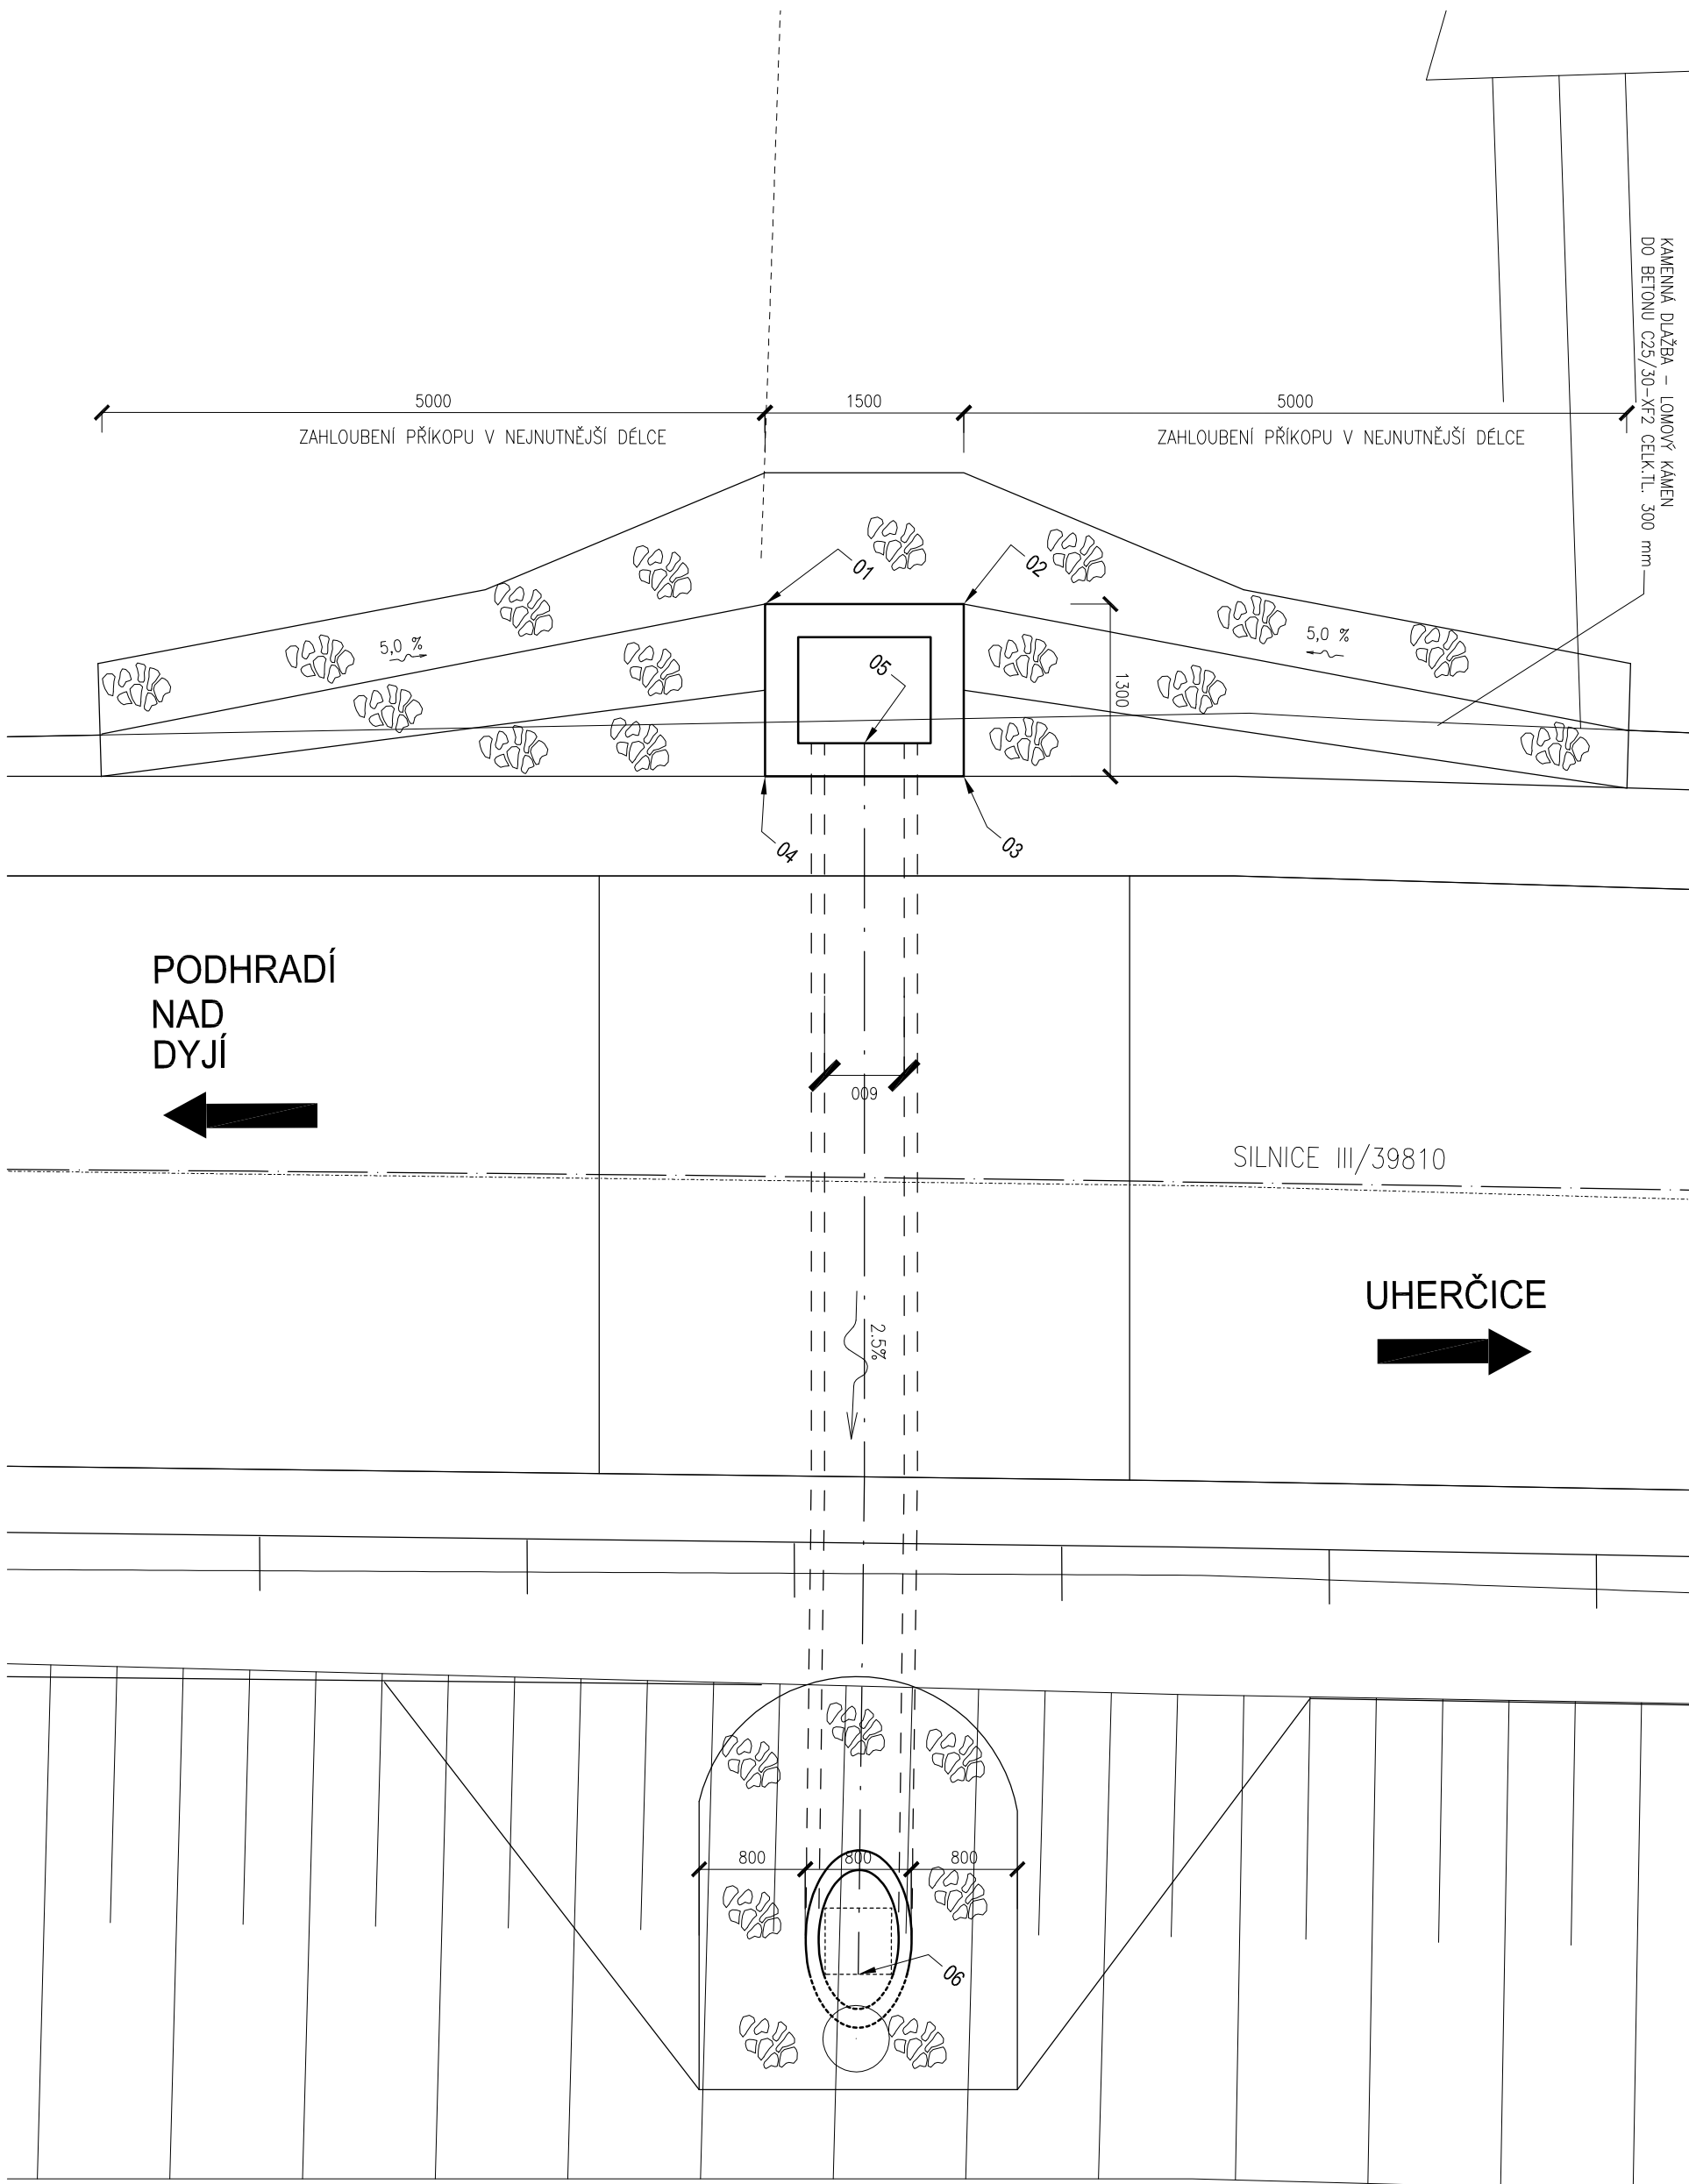 KAMENNÁ DLAŽBA – LOMOVÝ KÁMEN
DO BETONU C25/30-XF2 CELK.TL. 300 mm
5000
1500
5000
ZAHLOUBENÍ PŘÍKOPU V NEJNUTNĚJŠÍ DÉLCE
ZAHLOUBENÍ PŘÍKOPU V NEJNUTNĚJŠÍ DÉLCE
01
02
5,0 %
5,0 %
05
1300
04
03
PODHRADÍ
NAD
DYJÍ
600
SILNICE III/39810
UHERČICE
2.5%
800
800
800
06